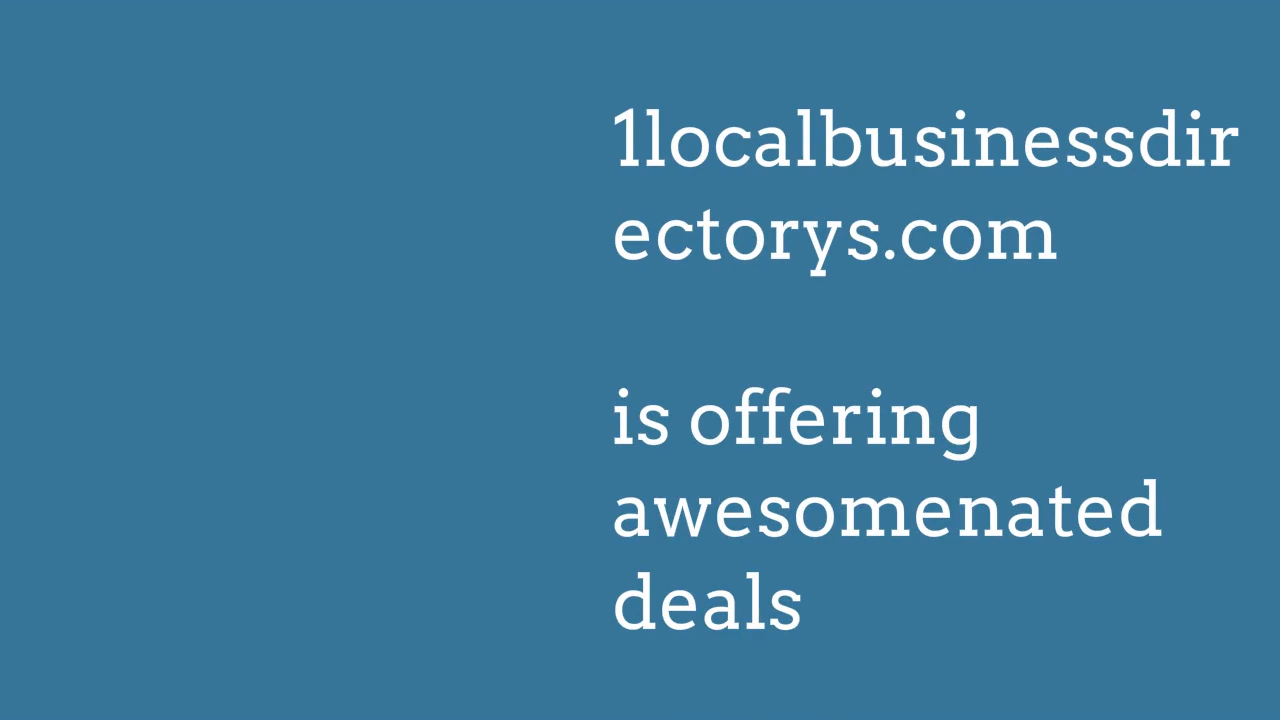 1localbusinessdir
ectorys.com
is offering
awesomenated
deals